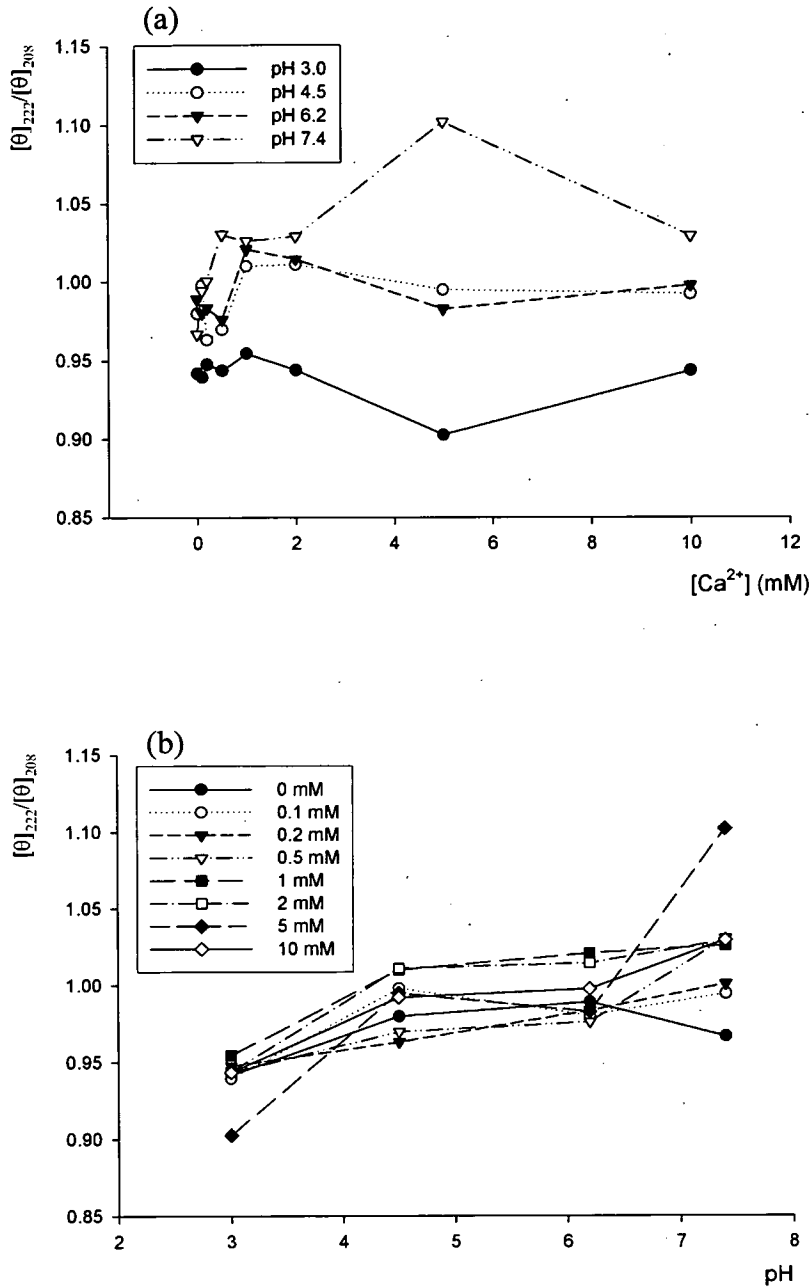 (a)
[θ]₂₂₂/[θ]₂₀₈
pH 3.0
pH 4.5
pH 6.2
pH 7.4
1.15
1.10
1.05
1.00
0.95
0.90
0.85
0 2 4 6 8 10 12
[Ca²⁺] (mM)
(b)
[θ]₂₂₂/[θ]₂₀₈
0 mM
0.1 mM
0.2 mM
0.5 mM
1 mM
2 mM
5 mM
10 mM
1.15
1.10
1.05
1.00
0.95
0.90
0.85
2 3 4 5 6 7 8
pH